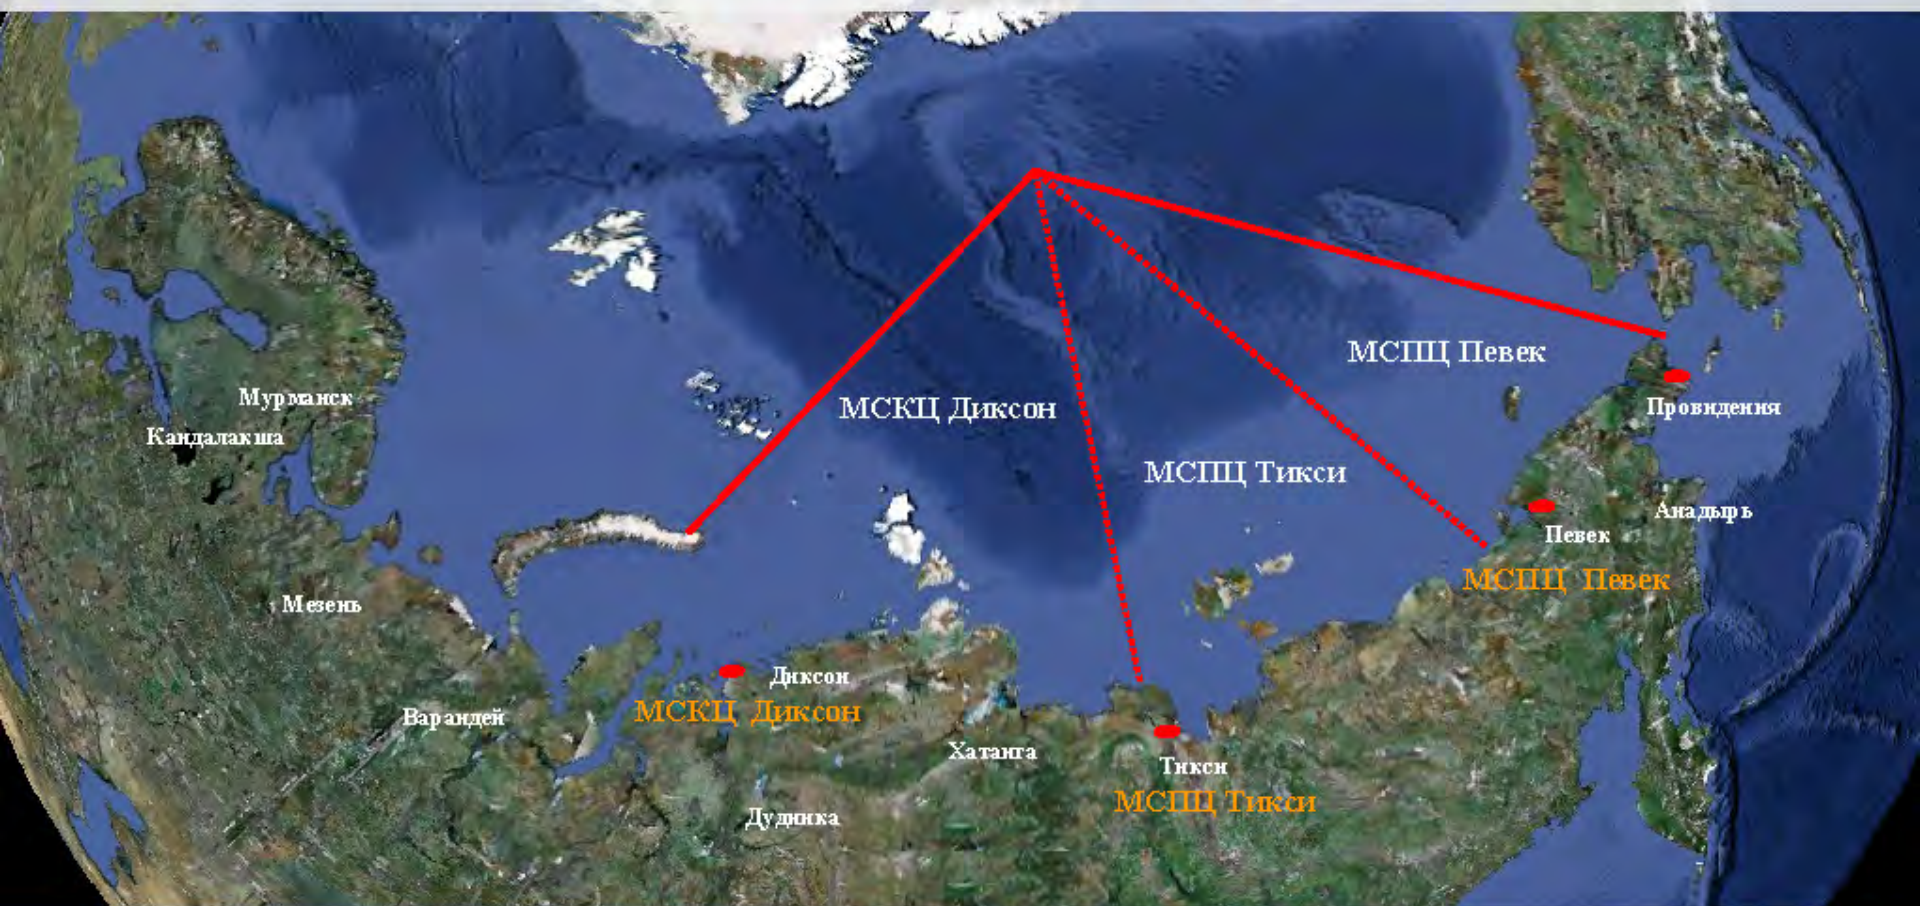 МСПЦ Певек
Мурманск
МСКЦ Диксон
Провидения
Кандалакша
МСПЦ Тикси
Анадырь
Певек
МСПЦ Певек
Мезень
Диксон
МСКЦ Диксон
Варандей
Хатанга
Тикси
МСПЦ Тикси
Дудинка